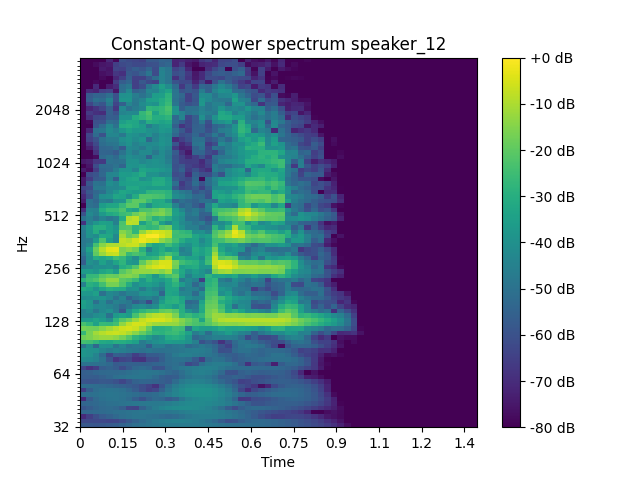 Constant-Q power spectrum speaker_12
Hz
2048
1024
512
256
128
64
32
0 0.15 0.3 0.45 0.6 0.75 0.9 1.1 1.2 1.4
Time
+0 dB
-10 dB
-20 dB
-30 dB
-40 dB
-50 dB
-60 dB
-70 dB
-80 dB